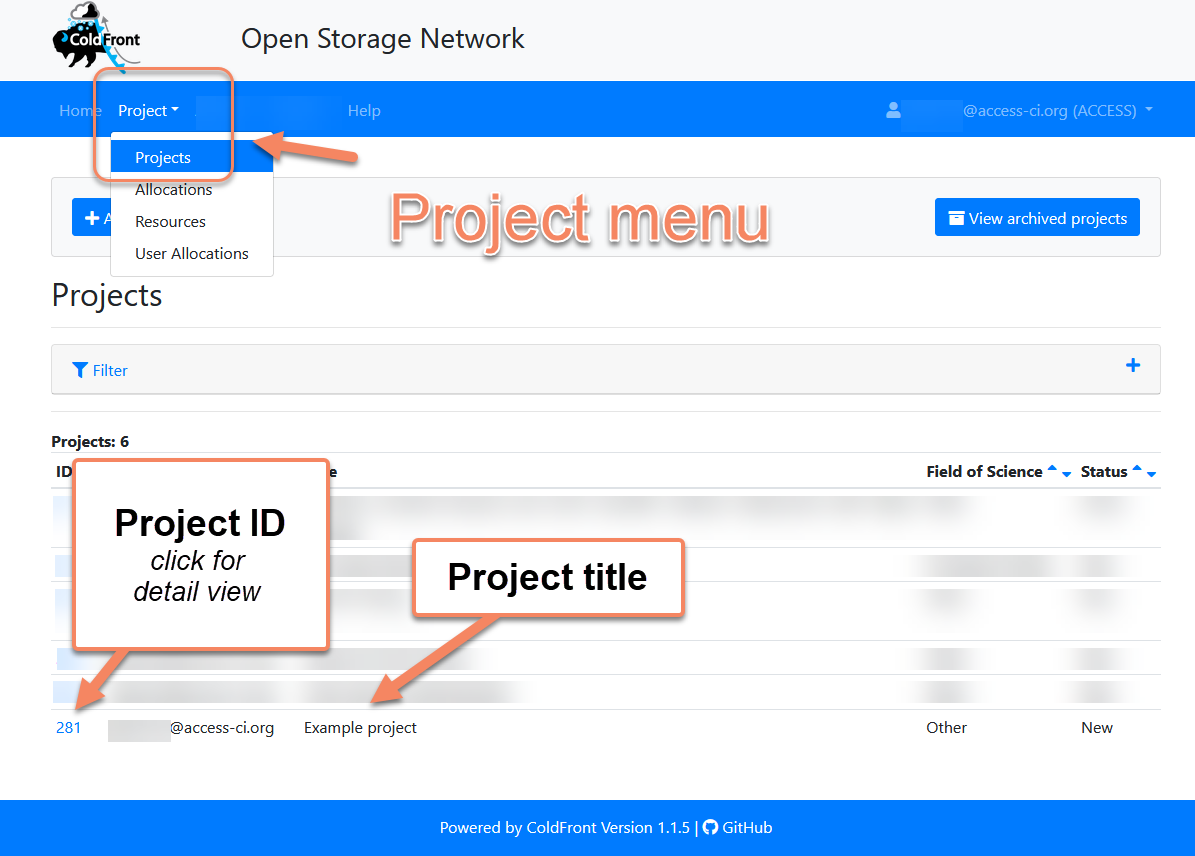 ColdFront
Open Storage Network
Home Project Help @access-ci.org (ACCESS)
Projects
Allocations
Resources
User Allocations
Project menu
View archived projects
Projects
Filter
Projects: 6
ID Field of Science Status
Project ID
click for
detail view
Project title
281 @access-ci.org Example project Other New
Powered by ColdFront Version 1.1.5 | GitHub